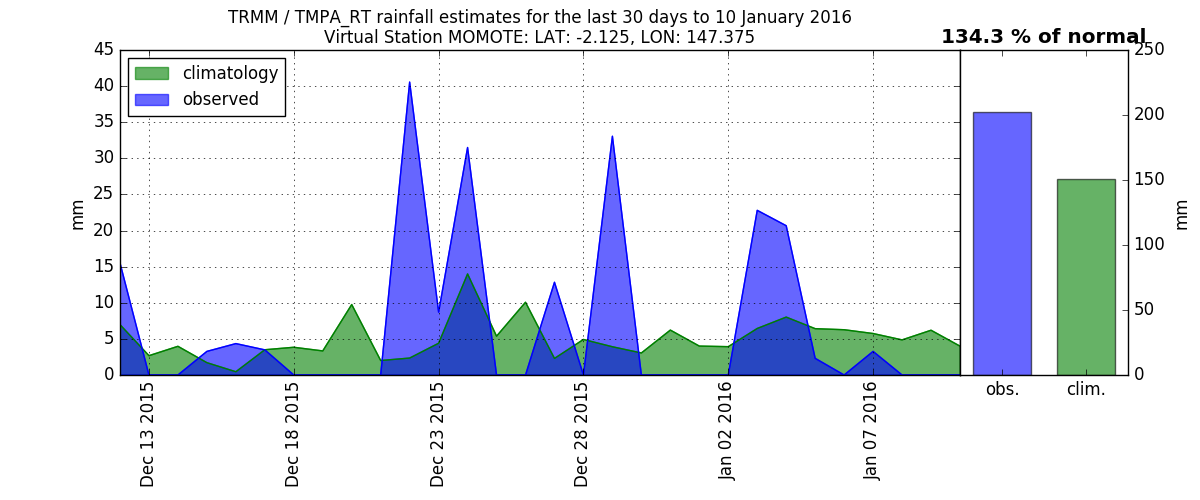 TRMM / TMPA_RT rainfall estimates for the last 30 days to 10 January 2016
Virtual Station MOMOTE: LAT: -2.125, LON: 147.375
134.3 % of normal
climatology
observed
45
40
35
30
25
20
15
10
5
0
mm
Dec 13 2015
Dec 18 2015
Dec 23 2015
Dec 28 2015
Jan 02 2016
Jan 07 2016
obs.
clim.
250
200
150
100
50
0
mm